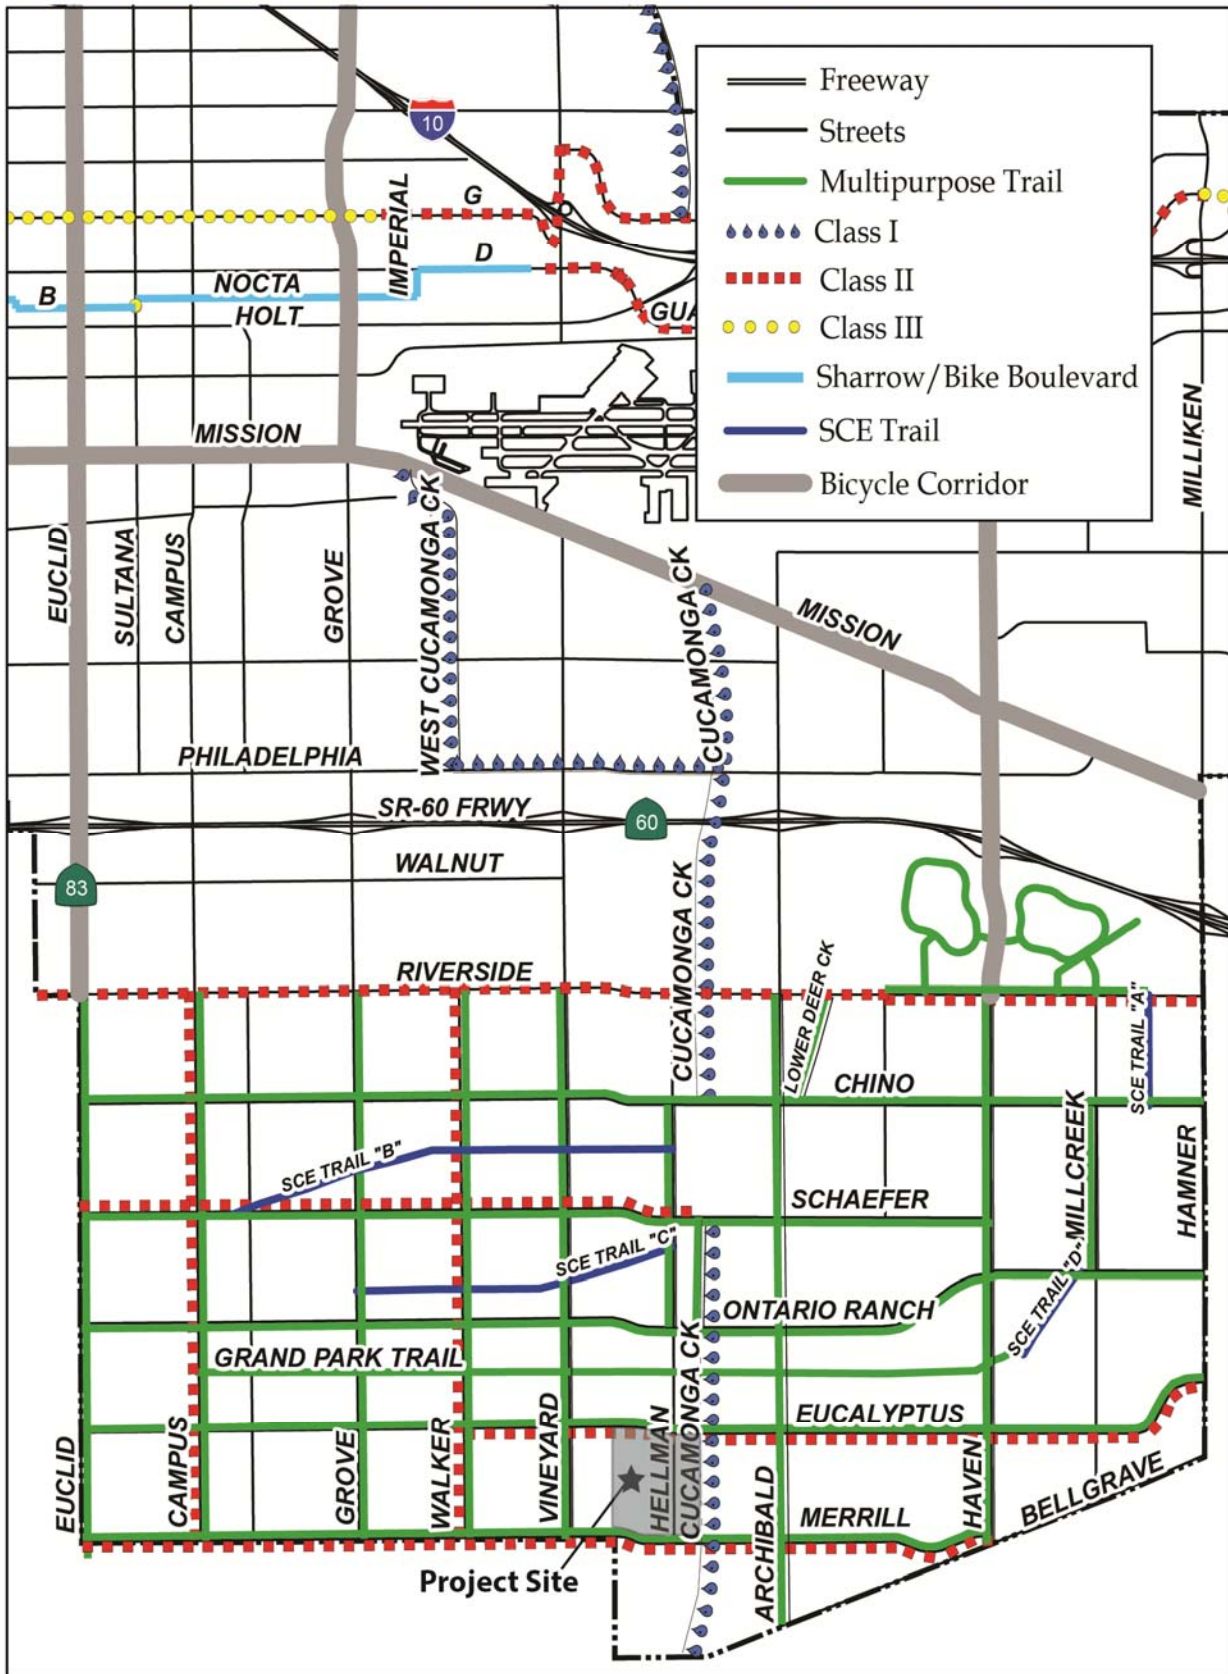 Freeway
Streets
Multipurpose Trail
Class I
Class II
Class III
Sharrow/Bike Boulevard
SCE Trail
Bicycle Corridor
10
IMPERIAL
G
D
B
NOCTA
HOLT
GUA
MISSION
MILLIKEN
EUCLID
SULTANA
CAMPUS
GROVE
WEST CUCAMONGA CK
CUCAMONGA CK
MISSION
PHILADELPHIA
SR-60 FRWY
60
WALNUT
83
CUCAMONGA CK
RIVERSIDE
LOWER DEER CK
SCE TRAIL "A"
CHINO
MILLCREEK
HAMNER
SCE TRAIL "B"
SCHAEFER
SCE TRAIL "C"
SCE TRAIL "D"
ONTARIO RANCH
GRAND PARK TRAIL
CUCAMONGA CK
EUCALYPTUS
EUCLID
CAMPUS
GROVE
WALKER
VINEYARD
HELLMAN
ARCHIBALD
HAVEN
BELLGRAVE
MERRILL
Project Site